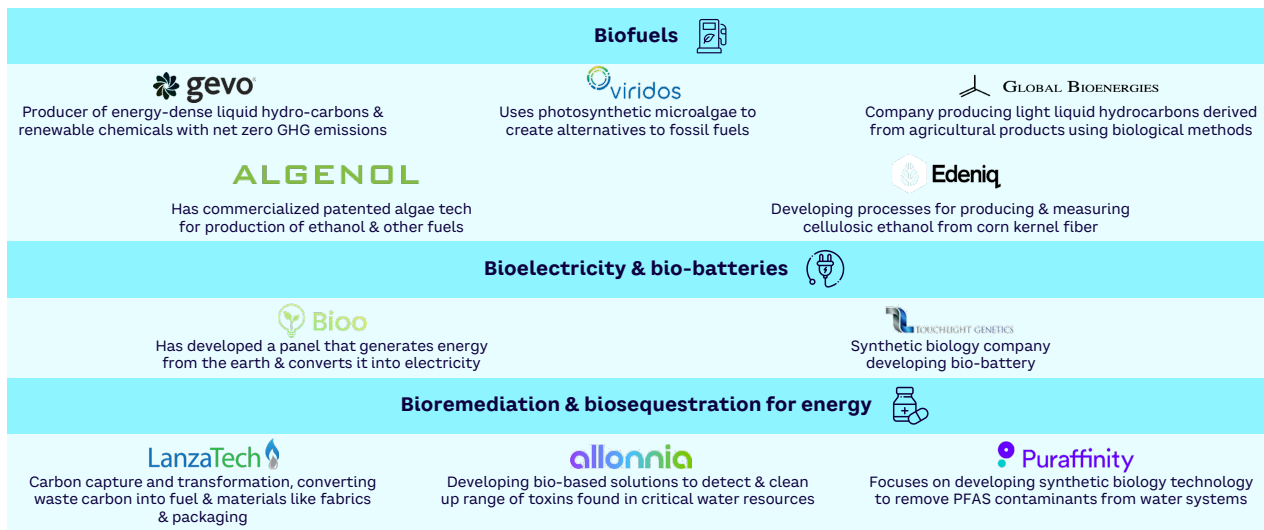 Biofuels
gevo
viridos
GLOBAL BIOENERGIES
Producer of energy-dense liquid hydro-carbons &
renewable chemicals with net zero GHG emissions
Uses photosynthetic microalgae to
create alternatives to fossil fuels
Company producing light liquid hydrocarbons derived
from agricultural products using biological methods
ALGENOL
Edeniq
Has commercialized patented algae tech
for production of ethanol & other fuels
Developing processes for producing & measuring
cellulosic ethanol from corn kernel fiber
Bioelectricity & bio-batteries
Bioo
TOUCHLIGHT GENETICS
Has developed a panel that generates energy
from the earth & converts it into electricity
Synthetic biology company
developing bio-battery
Bioremediation & biosequestration for energy
LanzaTech
allonnia
Puraffinity
Carbon capture and transformation, converting
waste carbon into fuel & materials like fabrics
& packaging
Developing bio-based solutions to detect & clean
up range of toxins found in critical water resources
Focuses on developing synthetic biology technology
to remove PFAS contaminants from water systems